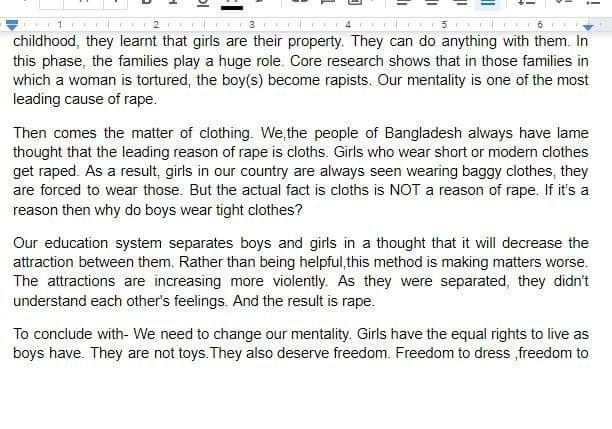 1 2 3 4 5 6
childhood, they learnt that girls are their property. They can do anything with them. In
this phase, the families play a huge role. Core research shows that in those families in
which a woman is tortured, the boy(s) become rapists. Our mentality is one of the most
leading cause of rape.
Then comes the matter of clothing. We,the people of Bangladesh always have lame
thought that the leading reason of rape is cloths. Girls who wear short or modern clothes
get raped. As a result, girls in our country are always seen wearing baggy clothes, they
are forced to wear those. But the actual fact is cloths is NOT a reason of rape. If it's a
reason then why do boys wear tight clothes?
Our education system separates boys and girls in a thought that it will decrease the
attraction between them. Rather than being helpful,this method is making matters worse.
The attractions are increasing more violently. As they were separated, they didn't
understand each other's feelings. And the result is rape.
To conclude with- We need to change our mentality. Girls have the equal rights to live as
boys have. They are not toys.They also deserve freedom. Freedom to dress ,freedom to